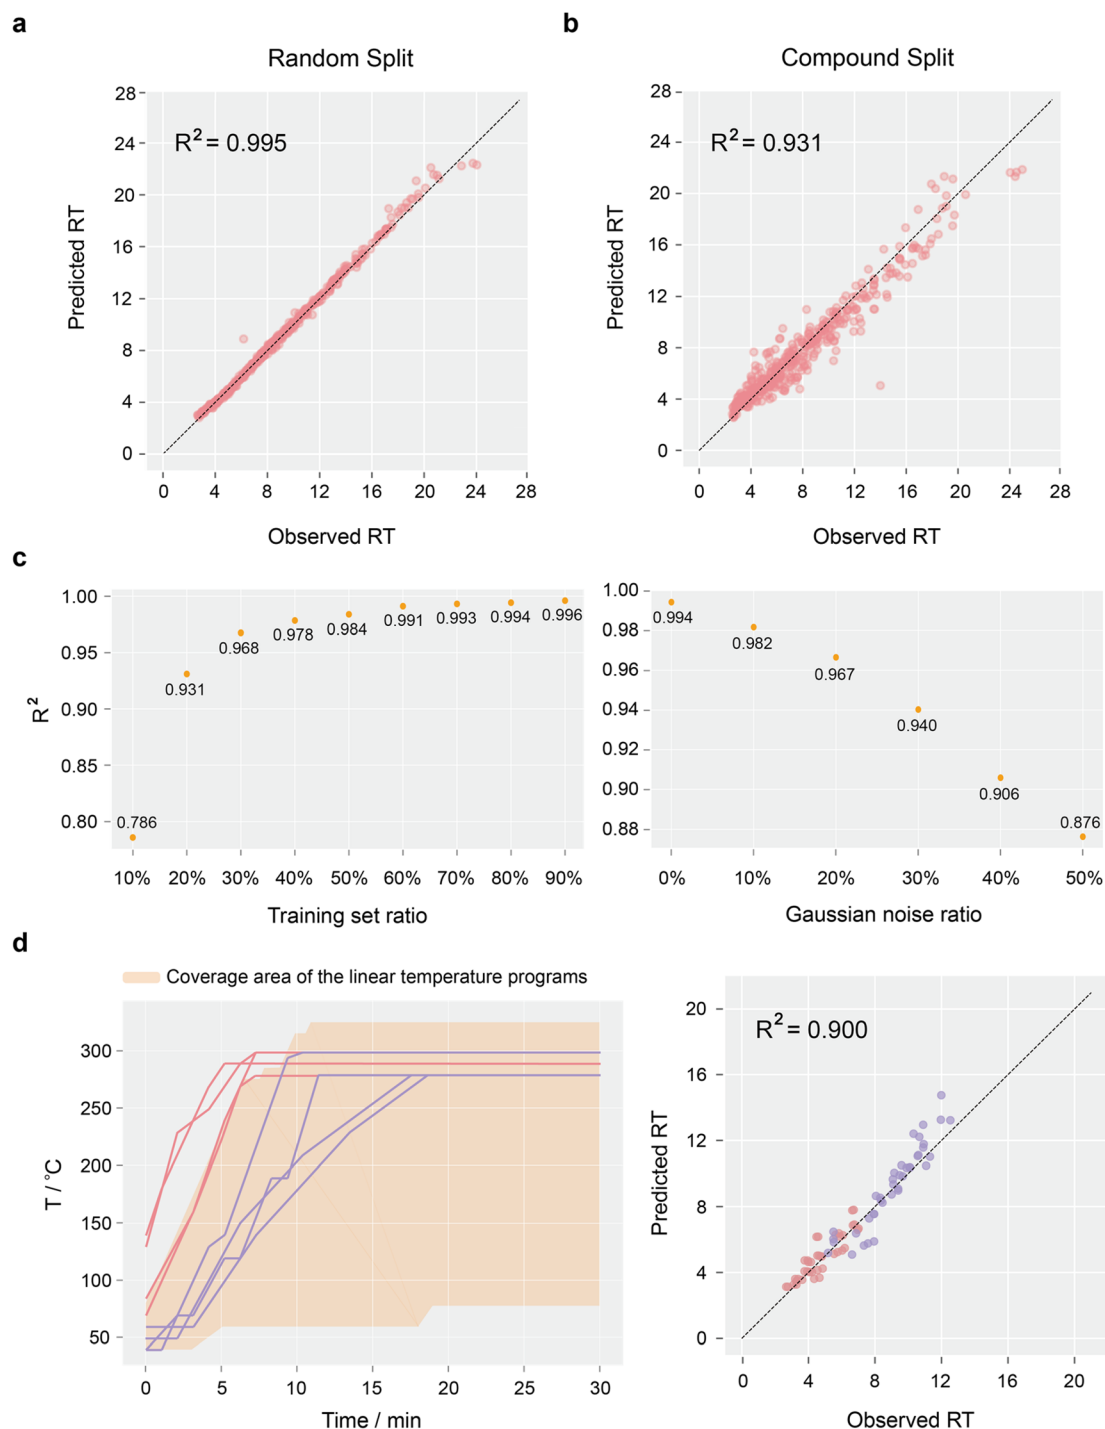 a
Random Split
R² = 0.995
Predicted RT
28
24
20
16
12
8
4
0
0 4 8 12 16 20 24 28
Observed RT
b
Compound Split
R² = 0.931
Predicted RT
28
24
20
16
12
8
4
0
0 4 8 12 16 20 24 28
Observed RT
c
R²
1.00
0.95
0.90
0.85
0.80
0.786
0.931
0.968
0.978
0.984
0.991
0.993
0.994
0.996
10% 20% 30% 40% 50% 60% 70% 80% 90%
Training set ratio
1.00
0.98
0.96
0.94
0.92
0.90
0.88
0.994
0.982
0.967
0.940
0.906
0.876
0% 10% 20% 30% 40% 50%
Gaussian noise ratio
d
Coverage area of the linear temperature programs
T / °C
300
250
200
150
100
50
0 5 10 15 20 25 30
Time / min
R² = 0.900
Predicted RT
20
16
12
8
4
0
0 4 8 12 16 20
Observed RT